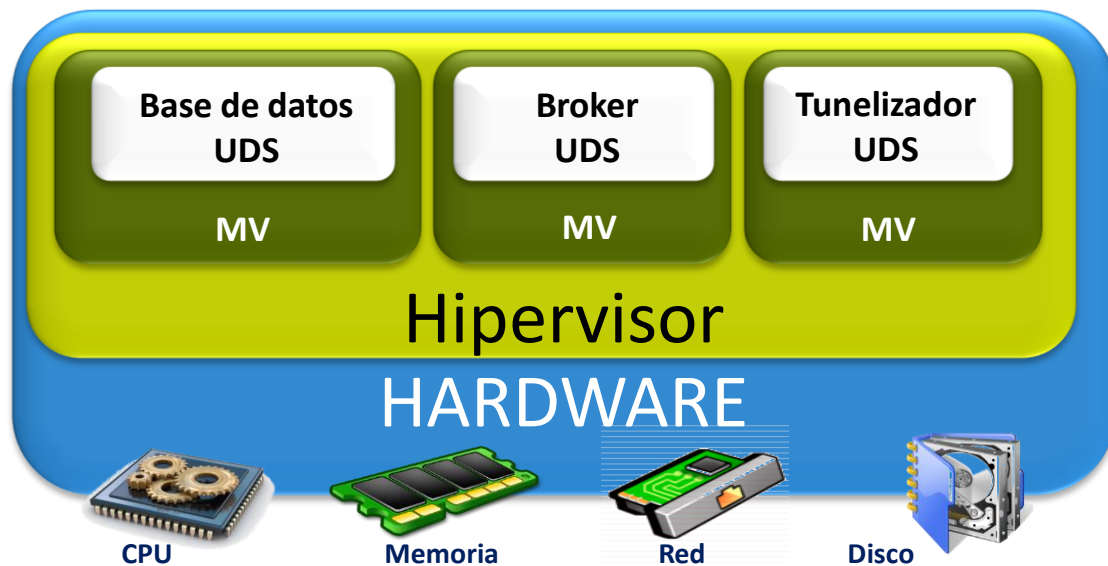 Base de datos
UDS
Broker
UDS
Tunelizador
UDS
MV
MV
MV
Hipervisor
HARDWARE
CPU
Memoria
Red
Disco